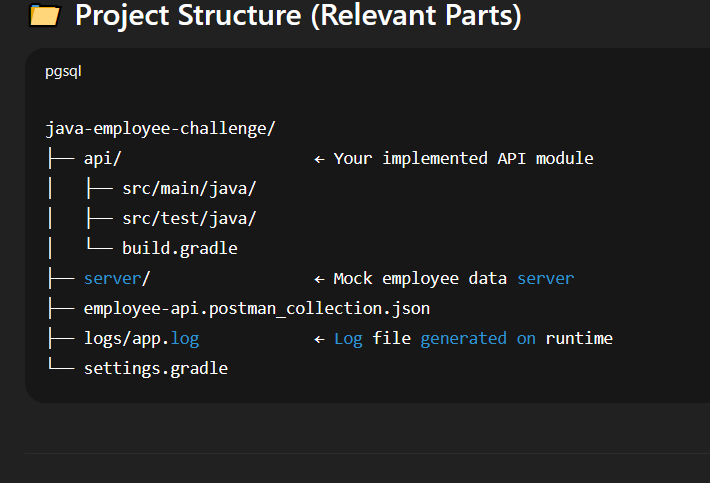 📁 Project Structure (Relevant Parts)
pgsql
java-employee-challenge/
├── api/                    ← Your implemented API module
│   ├── src/main/java/
│   ├── src/test/java/
│   └── build.gradle
├── server/                 ← Mock employee data server
├── employee-api.postman_collection.json
├── logs/app.log            ← Log file generated on runtime
└── settings.gradle